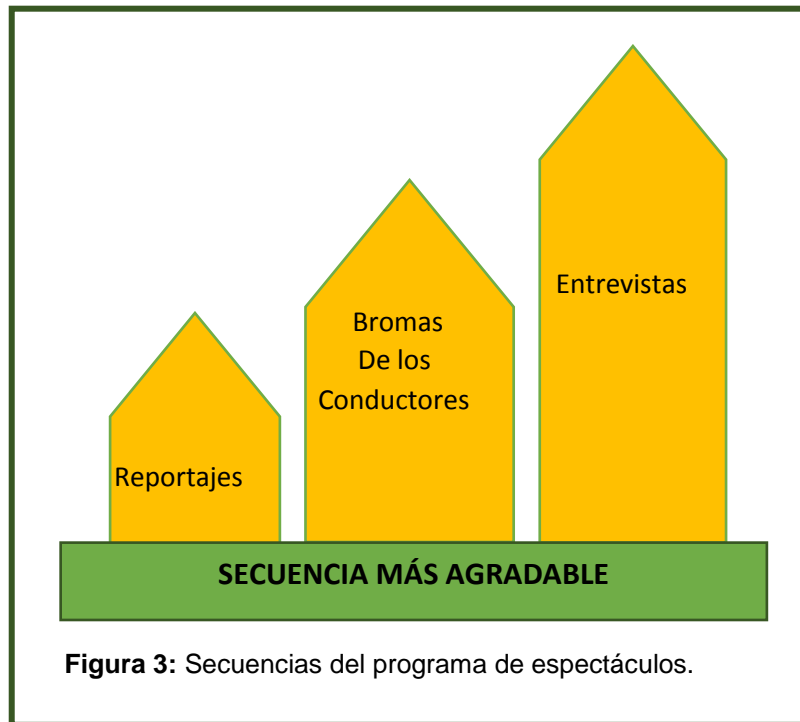 Entrevistas
Bromas
De los
Conductores
Reportajes
SECUENCIA MÁS AGRADABLE
Figura 3: Secuencias del programa de espectáculos.